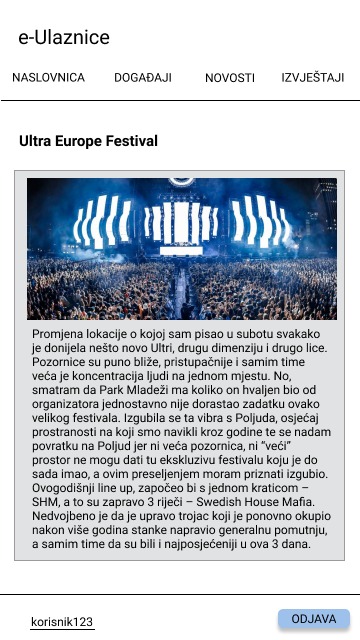 e-Ulaznice
NASLOVNICA DOGAĐAJI NOVOSTI IZVJEŠTAJI
Ultra Europe Festival
Promjena lokacije o kojoj sam pisao u subotu svakako
je donijela nešto novo Ultri, drugu dimenziju i drugo lice.
Pozornice su puno bliže, pristupačnije i samim time
veća je koncentracija ljudi na jednom mjestu. No,
smatram da Park Mladeži ma koliko on hvaljen bio od
organizatora jednostavno nije dorastao zadatku ovako
velikog festivala. Izgubila se ta vibra s Poljuda, osjećaj
prostranosti na koji smo navikli kroz godine te se nadam
povratku na Poljud jer ni veća pozornica, ni “veći”
prostor ne mogu dati tu ekskluzivu festivalu koju je do
sada imao, a ovim preseljenjem moram priznati izgubio.
Ovogodišnji line up, započeo bi s jednom kraticom –
SHM, a to su zapravo 3 riječi – Swedish House Mafia.
Nedvojbeno je da je upravo trojac koji je ponovno okupio
nakon više godina stanke napravio generalnu pomutnju,
a samim time da su bili i najposjećeniji u ova 3 dana.
korisnik123
ODJAVA